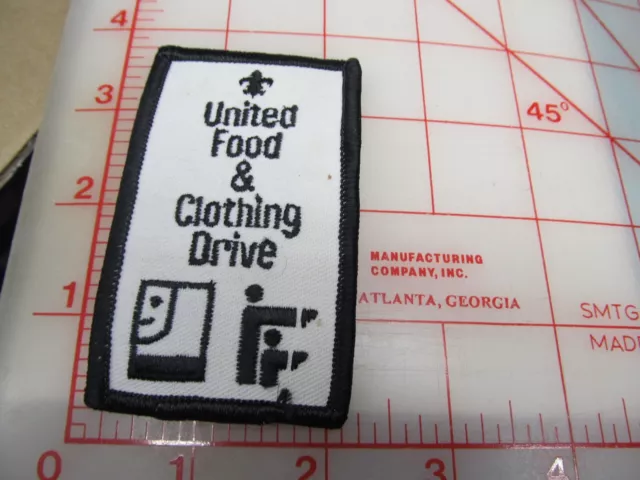 United
Food
&
Clothing
Drive
MANUFACTURING
COMPANY, INC.
ATLANTA, GEORGIA
SMTG
MADE
45°
4
3
2
1
0
1
2
3
4